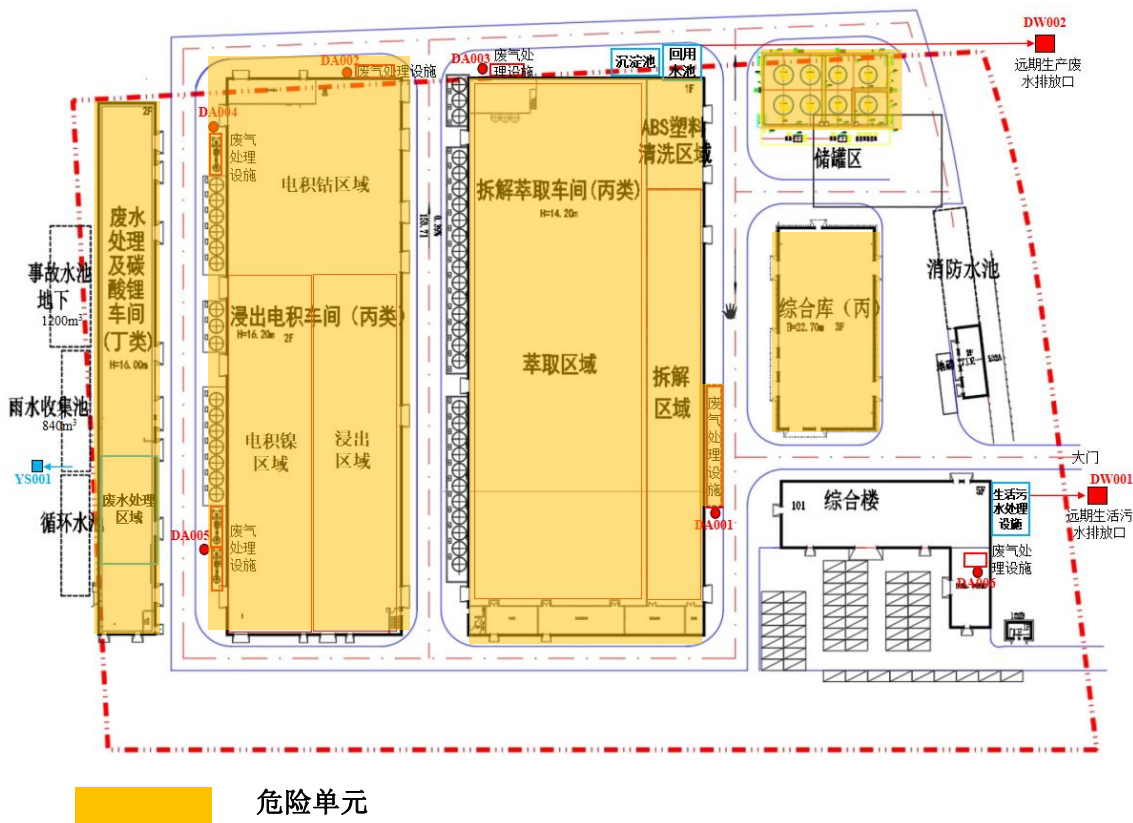 DW002
远期生产废
水排放口
DA002
废气处理设施
DA003
废气处
理设施
沉淀池
回用
水池
2F
1F
DA004
废气
处理
设施
电积钴区域
ABS塑料
清洗区域
拆解萃取车间(丙类)
H=14.20m
储罐区
废水
处理
及碳
酸锂
车间
(丁类)
H=16.00m
事故水池
地下
1200m³
浸出电积车间(丙类)
H=16.20m 2F
萃取区域
拆解
区域
综合库(丙)
H=22.70m 3F
消防水池
雨水收集池
840m³
YS001
电积镍
区域
浸出
区域
废气处理设施
DA001
大门
DW001
远期生活污
水排放口
废水处理
区域
循环水池
DA005
废气
处理
设施
101
综合楼
5F
生活污
水处理
设施
废气处
理设施
DA006
危险单元